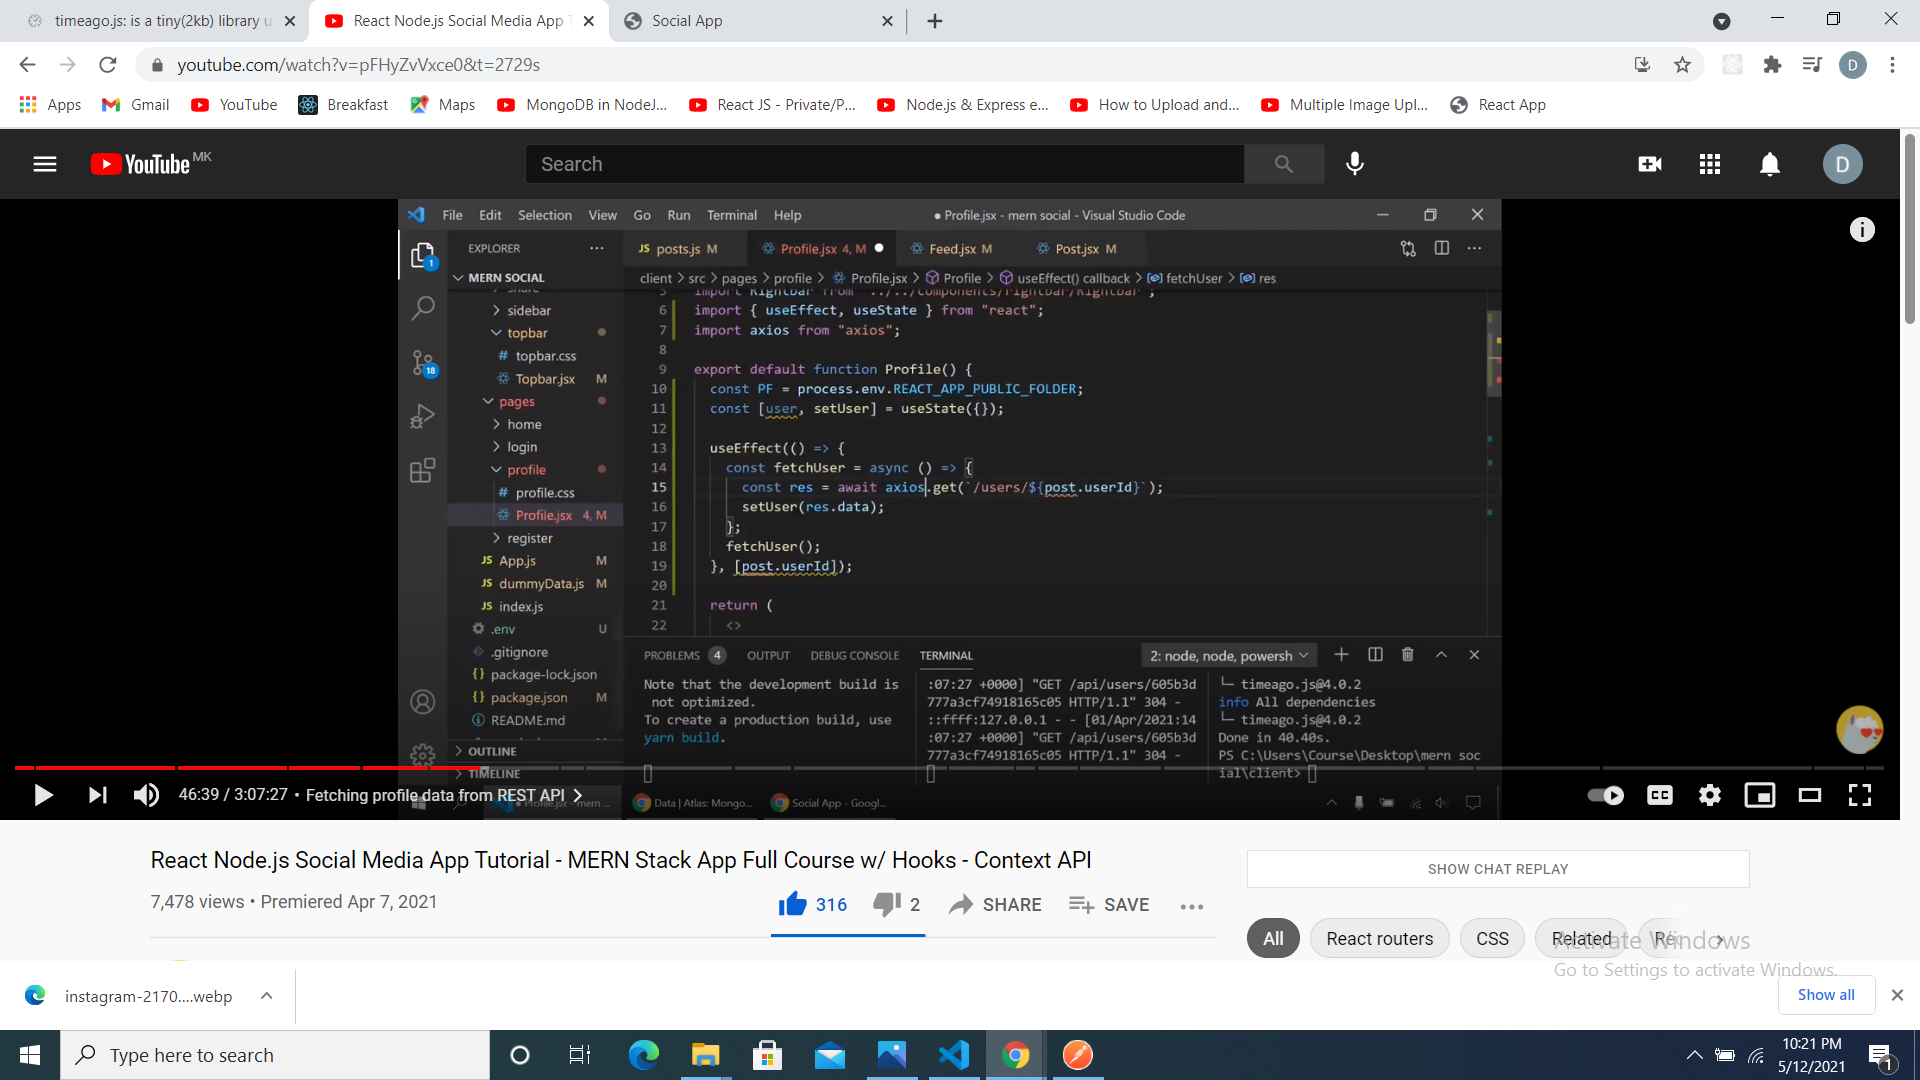 timeago.js: is a tiny(2kb) library u
React Node.js Social Media App T
Social App
youtube.com/watch?v=pFHyZvVxce0&t=2729s
D
Apps
Gmail
YouTube
Breakfast
Maps
MongoDB in NodeJ...
React JS - Private/P...
Node.js & Express e...
How to Upload and...
Multiple Image Upl...
React App
YouTube MK
Search
D
File Edit Selection View Go Run Terminal Help
● Profile.jsx - mern social - Visual Studio Code
EXPLORER
JS posts.js M
Profile.jsx 4, M
Feed.jsx M
Post.jsx M
MERN SOCIAL
client > src > pages > profile > Profile.jsx > Profile > useEffect() callback > fetchUser > res
share
sidebar
topbar
# topbar.css
Topbar.jsx M
pages
home
login
profile
# profile.css
Profile.jsx 4, M
register
JS App.js M
JS dummyData.js M
JS index.js
.env U
.gitignore
{} package-lock.json
{} package.json M
README.md
OUTLINE
TIMELINE
1
18
5 import Rightbar from "../../components/rightbar/Rightbar";
6 import { useEffect, useState } from "react";
7 import axios from "axios";
8
9 export default function Profile() {
10 const PF = process.env.REACT_APP_PUBLIC_FOLDER;
11 const [user, setUser] = useState({});
12
13 useEffect(() => {
14 const fetchUser = async () => {
15 const res = await axios.get(`/users/${post.userId}`);
16 setUser(res.data);
17 };
18 fetchUser();
19 }, [post.userId]);
20
21 return (
22 <>
PROBLEMS 4 OUTPUT DEBUG CONSOLE TERMINAL
2: node, node, powersh
Note that the development build is
not optimized.
To create a production build, use
yarn build.
:07:27 +0000] "GET /api/users/605b3d
777a3cf74918165c05 HTTP/1.1" 304 -
::ffff:127.0.0.1 - - [01/Apr/2021:14
:07:27 +0000] "GET /api/users/605b3d
777a3cf74918165c05 HTTP/1.1" 304 -
└─ timeago.js@4.0.2
info All dependencies
└─ timeago.js@4.0.2
Done in 40.40s.
PS C:\Users\Course\Desktop\mern soc
ial\client>
46:39 / 3:07:27 • Fetching profile data from REST API >
Profile.jsx - mern ...
Data | Atlas: Mongo...
Social App - Googl...
CC
React Node.js Social Media App Tutorial - MERN Stack App Full Course w/ Hooks - Context API
7,478 views • Premiered Apr 7, 2021
316
2
SHARE
SAVE
SHOW CHAT REPLAY
All
React routers
CSS
Related
Activate Windows
Go to Settings to activate Windows.
instagram-2170....webp
Show all
Type here to search
10:21 PM
5/12/2021
1